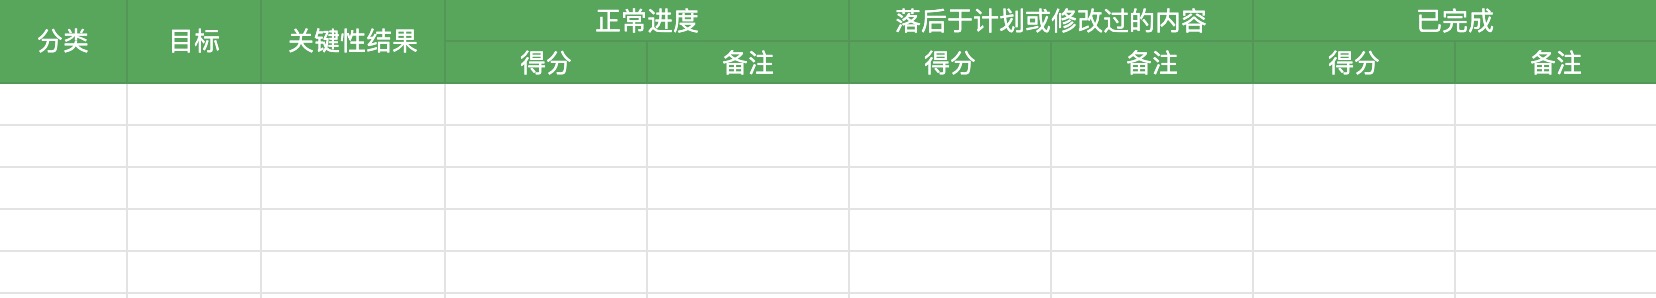 分类 目标 关键性结果 正常进度 落后于计划或修改过的内容 已完成
得分 备注 得分 备注 得分 备注